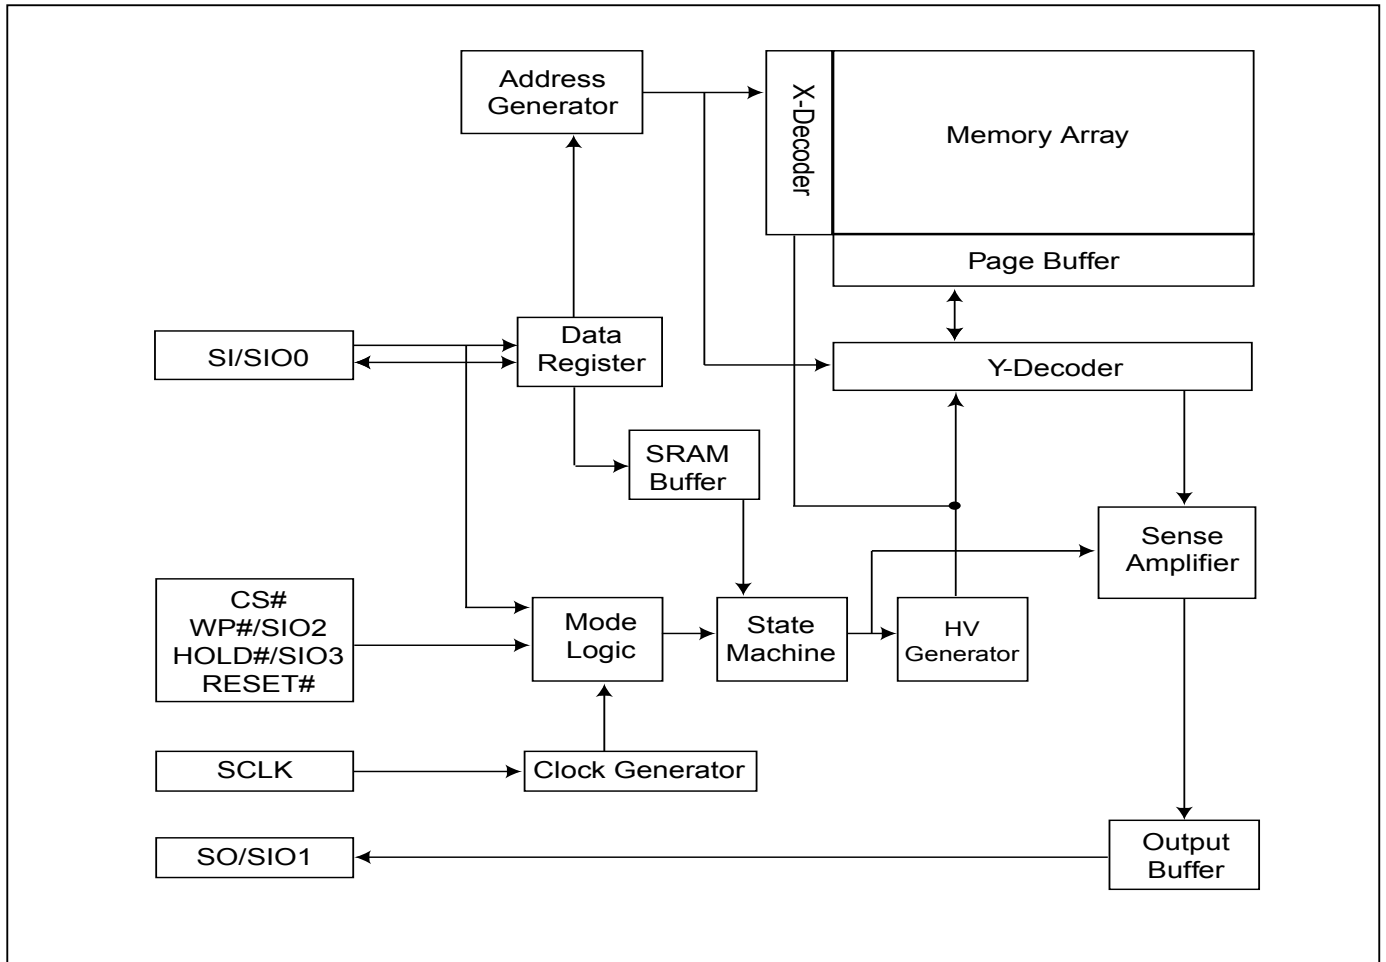 Address
Generator
X-Decoder
Memory Array
Page Buffer
SI/SIO0
Data
Register
Y-Decoder
SRAM
Buffer
Sense
Amplifier
CS#
WP#/SIO2
HOLD#/SIO3
RESET#
Mode
Logic
State
Machine
HV
Generator
SCLK
Clock Generator
SO/SIO1
Output
Buffer